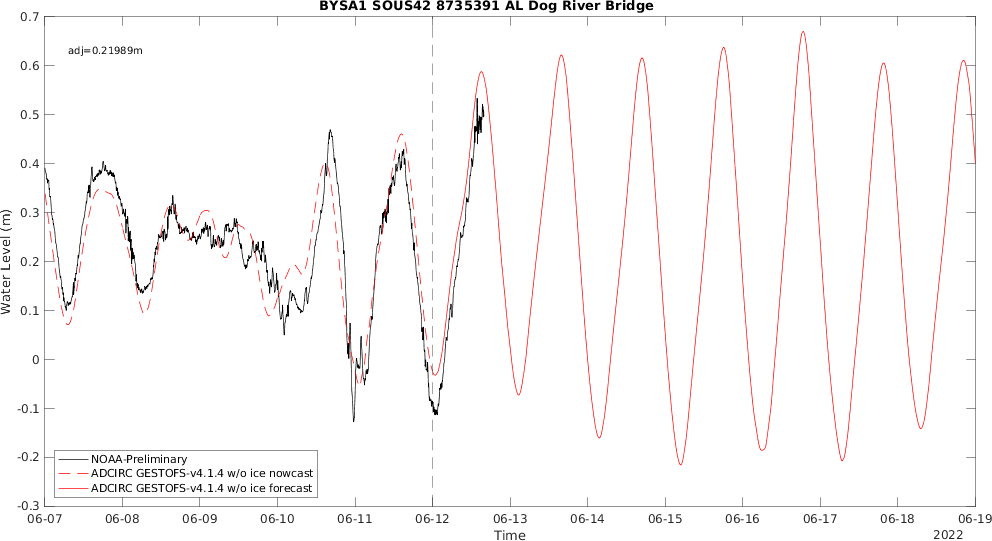 BYSA1 SOUS42 8735391 AL Dog River Bridge
adj=0.21989m
0.7
0.6
0.5
0.4
0.3
0.2
0.1
0
-0.1
-0.2
-0.3
Water Level (m)
NOAA-Preliminary
ADCIRC GESTOFS-v4.1.4 w/o ice nowcast
ADCIRC GESTOFS-v4.1.4 w/o ice forecast
06-07 06-08 06-09 06-10 06-11 06-12 06-13 06-14 06-15 06-16 06-17 06-18 06-19
Time
2022